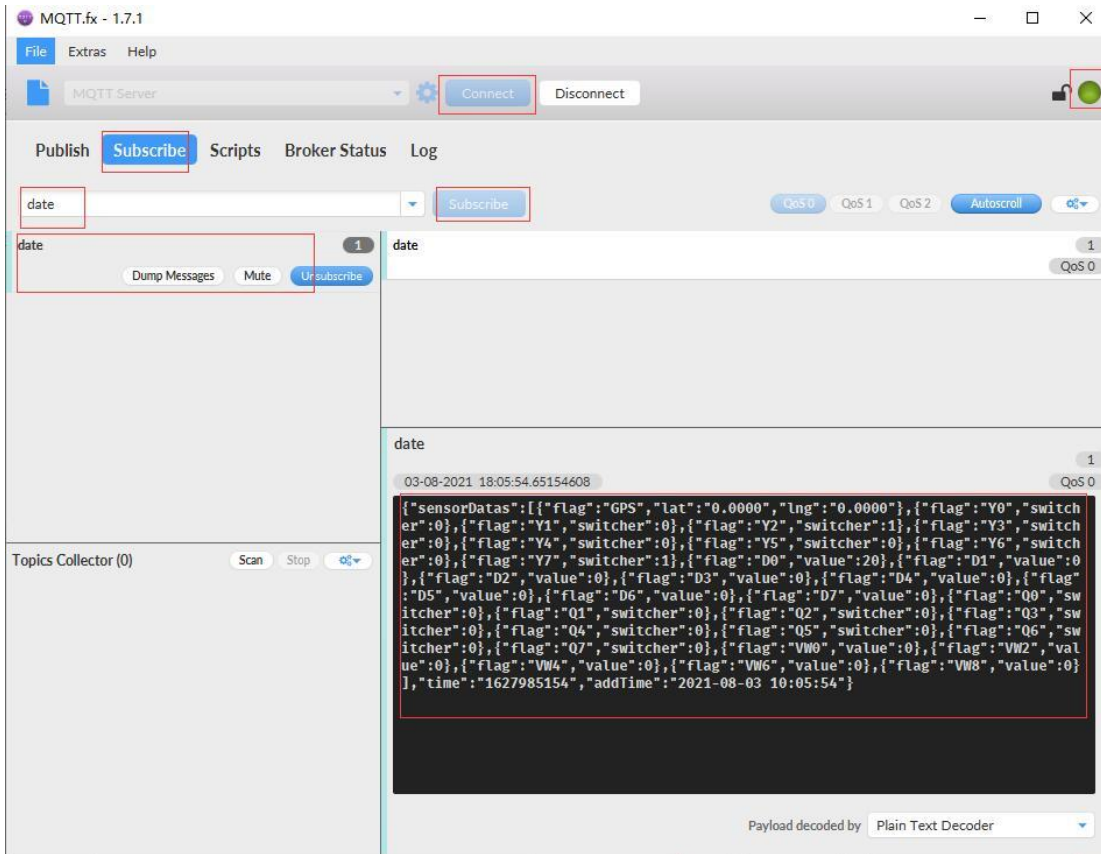 MQTT.fx - 1.7.1
File Extras Help
MQTT Server Connect Disconnect
Publish Subscribe Scripts Broker Status Log
date Subscribe QoS 0 QoS 1 QoS 2 Autoscroll
date 1
Dump Messages Mute Unsubscribe
date 1
QoS 0
Topics Collector (0) Scan Stop
date
1
03-08-2021 18:05:54.65154608 QoS 0
{"sensorDatas":[{"flag":"GPS","lat":"0.0000","lng":"0.0000"},{"flag":"Y0","switch
er":0},{"flag":"Y1","switcher":0},{"flag":"Y2","switcher":1},{"flag":"Y3","switch
er":0},{"flag":"Y4","switcher":0},{"flag":"Y5","switcher":0},{"flag":"Y6","switch
er":0},{"flag":"Y7","switcher":1},{"flag":"D0","value":20},{"flag":"D1","value":0
},{"flag":"D2","value":0},{"flag":"D3","value":0},{"flag":"D4","value":0},{"flag"
:"D5","value":0},{"flag":"D6","value":0},{"flag":"D7","value":0},{"flag":"Q0","sw
itcher":0},{"flag":"Q1","switcher":0},{"flag":"Q2","switcher":0},{"flag":"Q3","sw
itcher":0},{"flag":"Q4","switcher":0},{"flag":"Q5","switcher":0},{"flag":"Q6","sw
itcher":0},{"flag":"Q7","switcher":0},{"flag":"VW0","value":0},{"flag":"VW2","val
ue":0},{"flag":"VW4","value":0},{"flag":"VW6","value":0},{"flag":"VW8","value":0}
],"time":"1627985154","addTime":"2021-08-03 10:05:54"}
Payload decoded by Plain Text Decoder